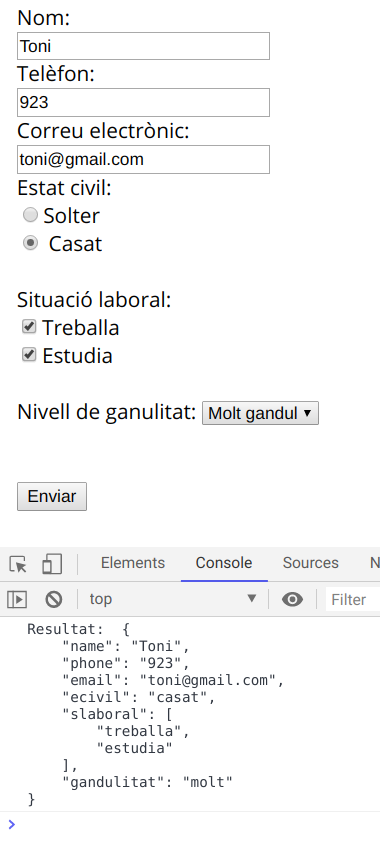 Nom:
Toni
Telèfon:
923
Correu electrònic:
toni@gmail.com
Estat civil:
Solter
Casat
Situació laboral:
Treballa
Estudia
Nivell de ganulitat: Molt gandul ▼
Enviar
Elements Console Sources N
top ▼ Filter
Resultat:  {
    "name": "Toni",
    "phone": "923",
    "email": "toni@gmail.com",
    "ecivil": "casat",
    "slaboral": [
        "treballa",
        "estudia"
    ],
    "gandulitat": "molt"
}
>